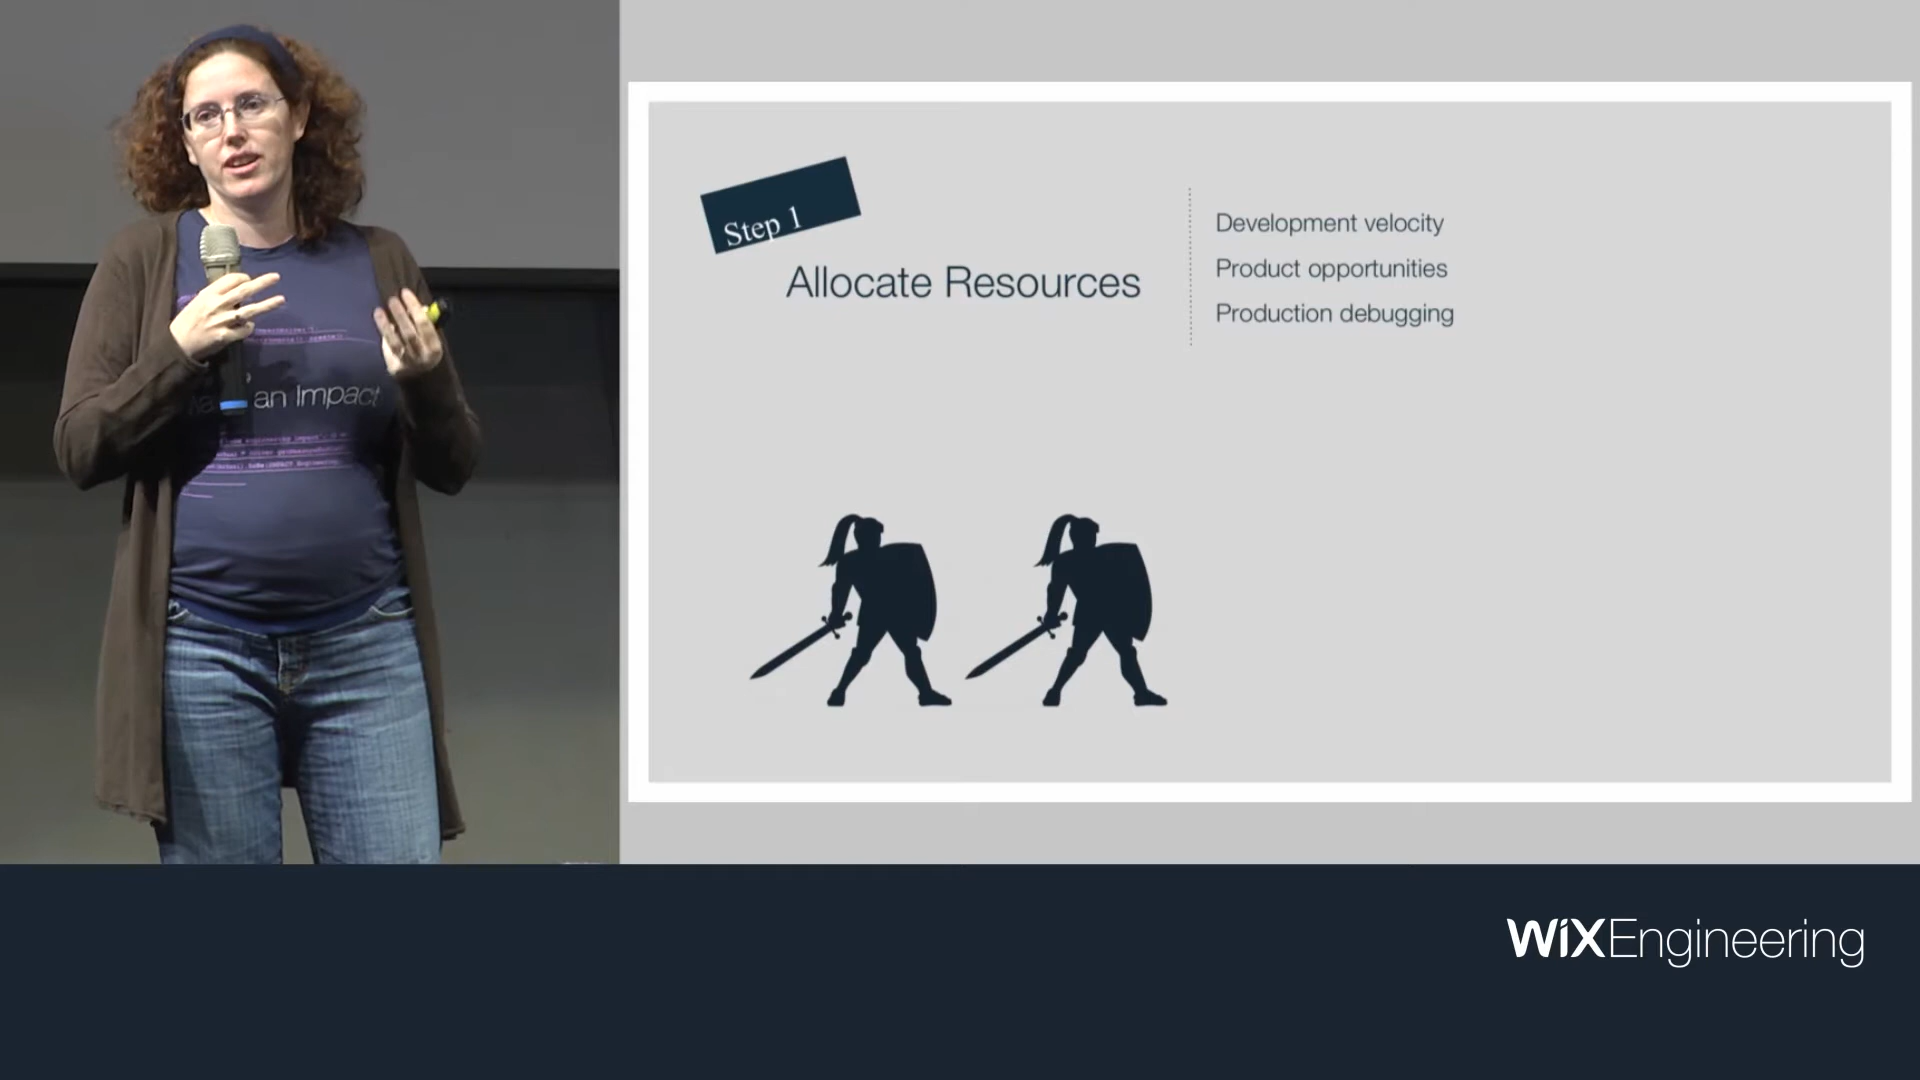 an Impact
Step 1
Allocate Resources
Development velocity
Product opportunities
Production debugging
WiXEngineering